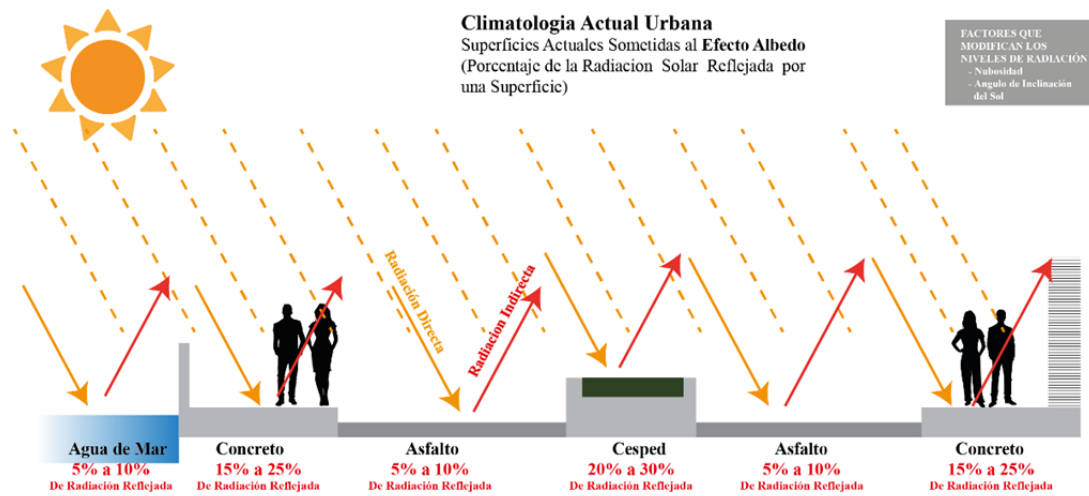 Climatologia Actual Urbana
Superficies Actuales Sometidas al Efecto Albedo
(Porcentaje de la Radiacion Solar Reflejada por
una Superficie)
FACTORES QUE
MODIFICAN LOS
NIVELES DE RADIACIÓN
- Nubosidad
- Angulo de Inclinación
del Sol
Radiación Directa
Radiacion Indirecta
Agua de Mar
5% a 10%
De Radiación Reflejada
Concreto
15% a 25%
De Radiación Reflejada
Asfalto
5% a 10%
De Radiación Reflejada
Cesped
20% a 30%
De Radiación Reflejada
Asfalto
5% a 10%
De Radiación Reflejada
Concreto
15% a 25%
De Radiación Reflejada